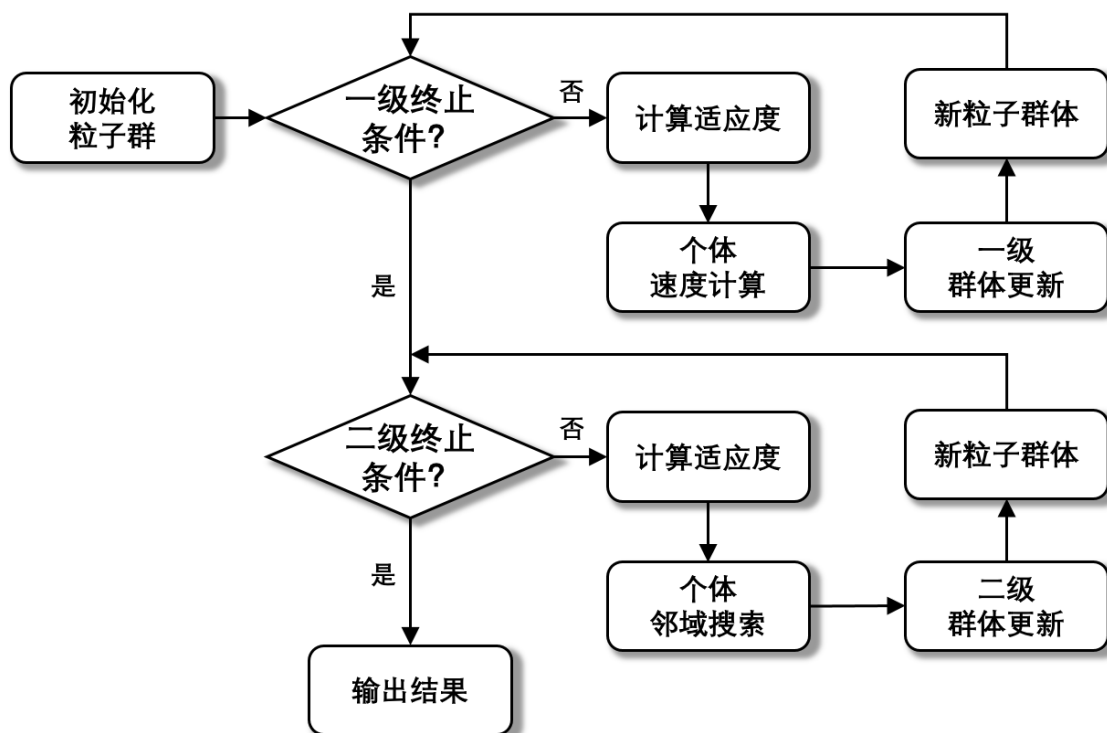 初始化
粒子群
一级终止
条件?
否
计算适应度
新粒子群体
个体
速度计算
一级
群体更新
是
二级终止
条件?
否
计算适应度
新粒子群体
个体
邻域搜索
二级
群体更新
是
输出结果